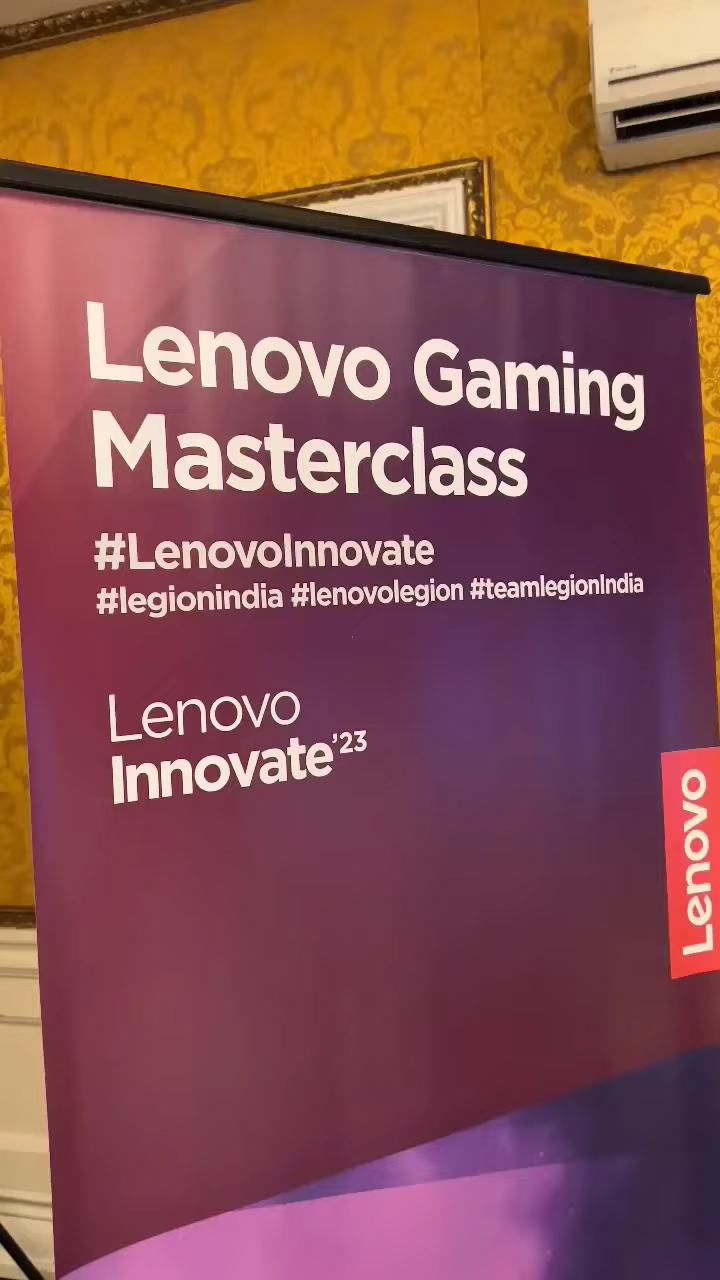 Lenovo Gaming
Masterclass
#LenovoInnovate
#legionindia #lenovolegion #teamlegionIndia
Lenovo
Innovate'23
Lenovo